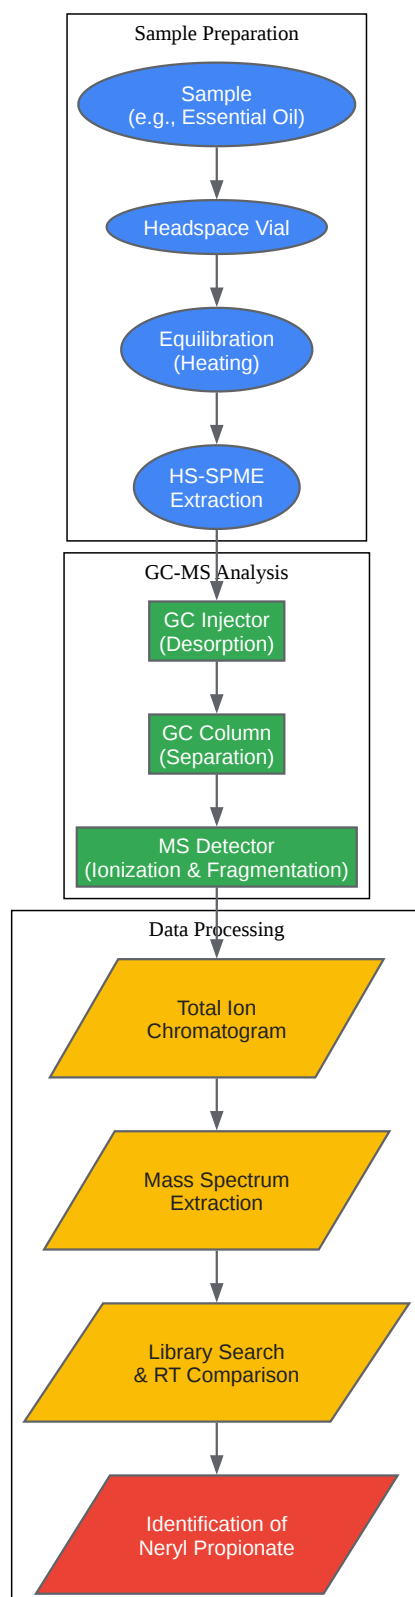 Sample Preparation
Sample
(e.g., Essential Oil)
Headspace Vial
Equilibration
(Heating)
HS-SPME
Extraction
GC-MS Analysis
GC Injector
(Desorption)
GC Column
(Separation)
MS Detector
(Ionization & Fragmentation)
Data Processing
Total Ion
Chromatogram
Mass Spectrum
Extraction
Library Search
& RT Comparison
Identification of
Neryl Propionate